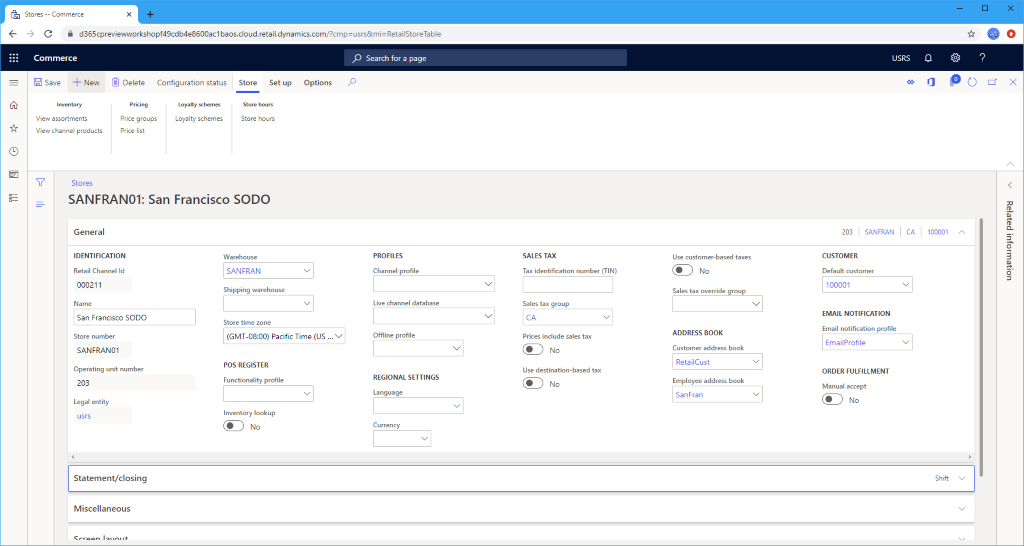 Stores -- Commerce
d365cpreviewworkshopf49cdb4e8600ac1baos.cloud.retail.dynamics.com/?cmp=usrs&mi=RetailStoreTable
Commerce
Search for a page
USRS
?
Save
New
Delete
Configuration status
Store
Set up
Options
0
Inventory
View assortments
View channel products
Pricing
Price groups
Price list
Loyalty schemes
Loyalty schemes
Store hours
Store hours
Stores
SANFRAN01: San Francisco SODO
Related information
General
203
SANFRAN
CA
100001
IDENTIFICATION
Retail Channel Id
000211
Name
San Francisco SODO
Store number
SANFRAN01
Operating unit number
203
Legal entity
usrs
Warehouse
SANFRAN
Shipping warehouse
Store time zone
(GMT-08:00) Pacific Time (US ...
POS REGISTER
Functionality profile
Inventory lookup
No
PROFILES
Channel profile
Live channel database
Offline profile
REGIONAL SETTINGS
Language
Currency
SALES TAX
Tax identification number (TIN)
Sales tax group
CA
Prices include sales tax
No
Use destination-based tax
No
Use customer-based taxes
No
Sales tax override group
ADDRESS BOOK
Customer address book
RetailCust
Employee address book
SanFran
CUSTOMER
Default customer
100001
EMAIL NOTIFICATION
Email notification profile
EmailProfile
ORDER FULFILLMENT
Manual accept
No
Statement/closing
Shift
Miscellaneous
Screen layout